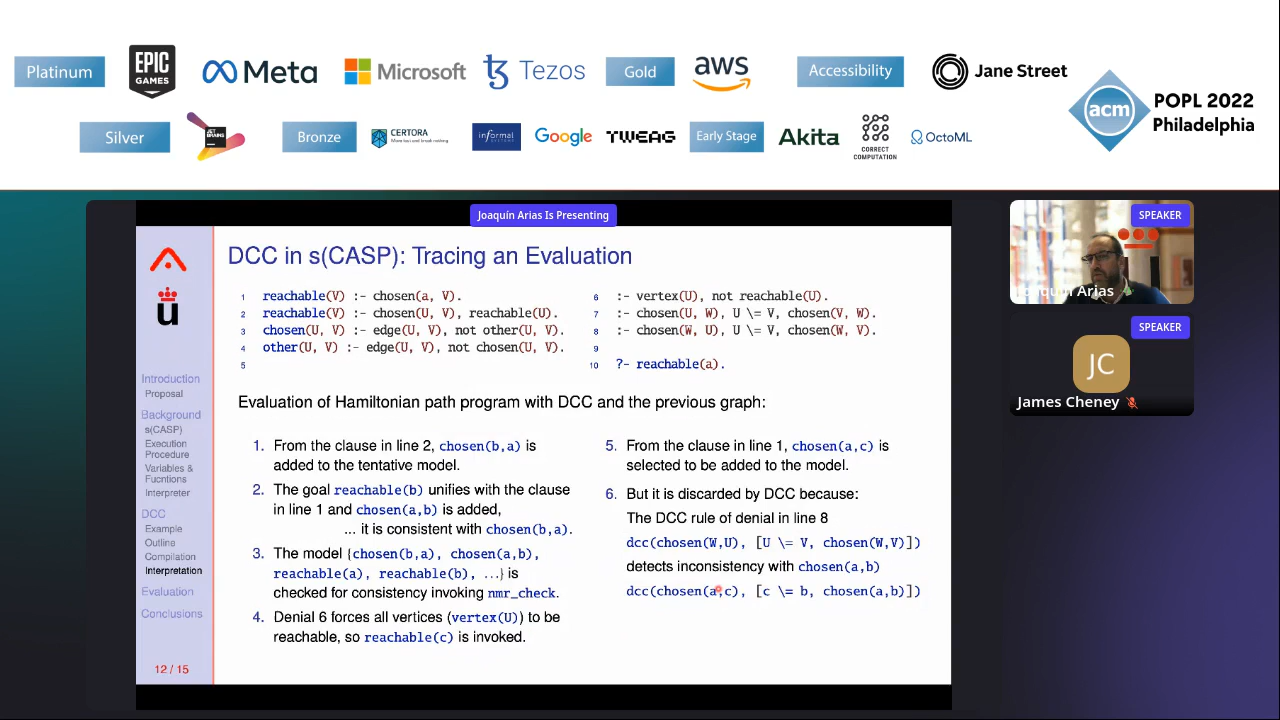 Platinum
EPIC
GAMES
Meta
Microsoft
Tezos
Gold
aws
Accessibility
Jane Street
acm
POPL 2022
Philadelphia
Silver
JET
BRAINS
Bronze
CERTORA
informal
SYSTEMS
Google
TWEAG
Early Stage
Akita
CORRECT
COMPUTATION
OctoML
Joaquín Arias Is Presenting
DCC in s(CASP): Tracing an Evaluation
1 reachable(V) :- chosen(a, V).
2 reachable(V) :- chosen(U, V), reachable(U).
3 chosen(U, V) :- edge(U, V), not other(U, V).
4 other(U, V) :- edge(U, V), not chosen(U, V).
5
6 :- vertex(U), not reachable(U).
7 :- chosen(U, W), U \= V, chosen(V, W).
8 :- chosen(W, U), U \= V, chosen(W, V).
9
10 ?- reachable(a).
Evaluation of Hamiltonian path program with DCC and the previous graph:
1. From the clause in line 2, chosen(b,a) is
added to the tentative model.
2. The goal reachable(b) unifies with the clause
in line 1 and chosen(a,b) is added,
... it is consistent with chosen(b,a).
3. The model {chosen(b,a), chosen(a,b),
reachable(a), reachable(b), ...} is
checked for consistency invoking nmr_check.
4. Denial 6 forces all vertices (vertex(U)) to be
reachable, so reachable(c) is invoked.
5. From the clause in line 1, chosen(a,c) is
selected to be added to the model.
6. But it is discarded by DCC because:
The DCC rule of denial in line 8
dcc(chosen(W,U), [U \= V, chosen(W,V)])
detects inconsistency with chosen(a,b)
dcc(chosen(a,c), [c \= b, chosen(a,b)])
ü
Introduction
Proposal
Background
s(CASP)
Execution
Procedure
Variables &
Fucntions
Interpreter
DCC
Example
Outline
Compilation
Interpretation
Evaluation
Conclusions
12 / 15
SPEAKER
Joaquín Arias
SPEAKER
JC
James Cheney